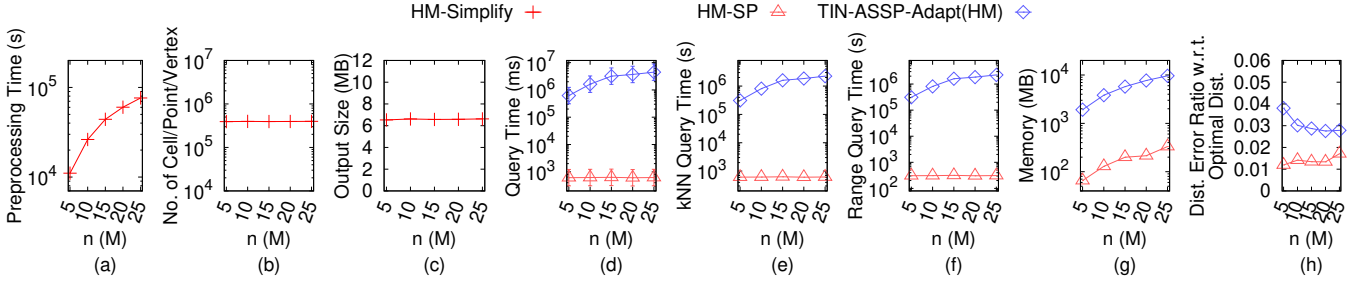 HM-Simplify HM-SP TIN-ASSP-Adapt(HM)
Preprocessing Time (s)
10^5
10^4
5 10 15 20 25
n (M)
(a)
No. of Cell/Point/Vertex
10^7
10^6
10^5
10^4
5 10 15 20 25
n (M)
(b)
Output Size (MB)
12
10
8
6
4
2
0
5 10 15 20 25
n (M)
(c)
Query Time (ms)
10^7
10^6
10^5
10^4
10^3
5 10 15 20 25
n (M)
(d)
kNN Query Time (s)
10^6
10^5
10^4
10^3
5 10 15 20 25
n (M)
(e)
Range Query Time (s)
10^6
10^5
10^4
10^3
10^2
5 10 15 20 25
n (M)
(f)
Memory (MB)
10^4
10^3
10^2
5 10 15 20 25
n (M)
(g)
Dist. Error Ratio w.r.t.
Optimal Dist.
0.06
0.05
0.04
0.03
0.02
0.01
0
5 10 15 20 25
n (M)
(h)